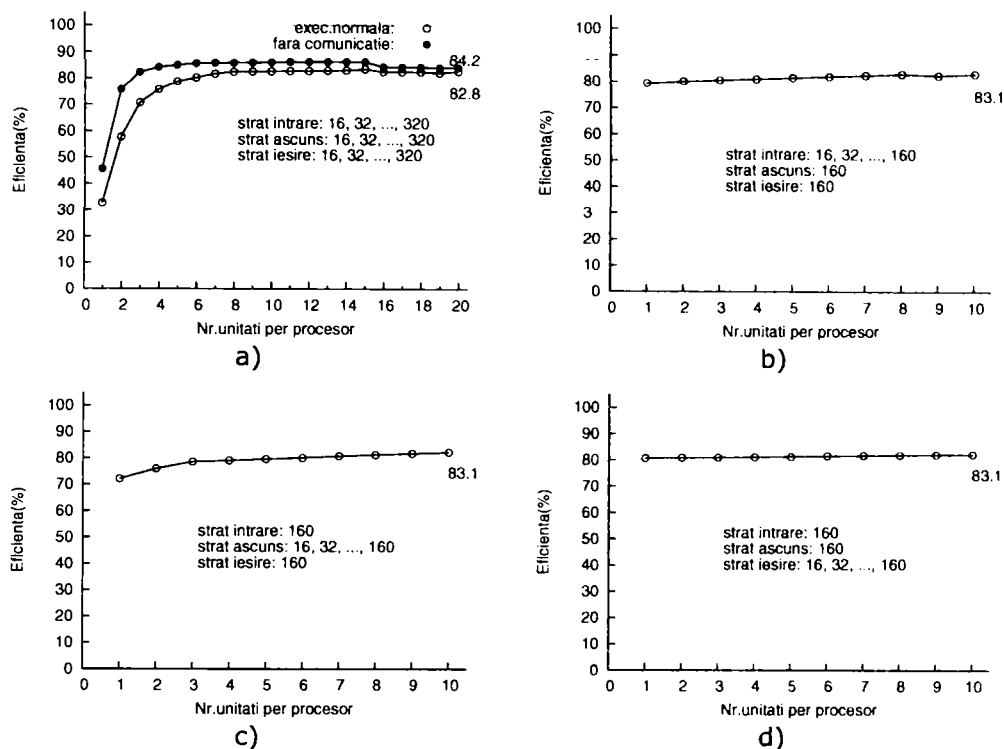 exec.normala:
fara comunicatie:
100
90
80
70
60
50
40
30
20
10
0
84.2
82.8
strat intrare: 16, 32, ..., 320
strat ascuns: 16, 32, ..., 320
strat iesire: 16, 32, ..., 320
Eficienta(%)
0 2 4 6 8 10 12 14 16 18 20
Nr.unitati per procesor
a)
100
90
80
70
60
50
40
30
20
10
0
83.1
strat intrare: 16, 32, ..., 160
strat ascuns: 160
strat iesire: 160
Eficienta(%)
0 1 2 3 4 5 6 7 8 9 10
Nr.unitati per procesor
b)
100
90
80
70
60
50
40
30
20
10
0
83.1
strat intrare: 160
strat ascuns: 16, 32, ..., 160
strat iesire: 160
Eficienta(%)
0 1 2 3 4 5 6 7 8 9 10
Nr.unitati per procesor
c)
100
90
80
70
60
50
40
30
20
10
0
83.1
strat intrare: 160
strat ascuns: 160
strat iesire: 16, 32, ..., 160
Eficienta(%)
0 1 2 3 4 5 6 7 8 9 10
Nr.unitati per procesor
d)